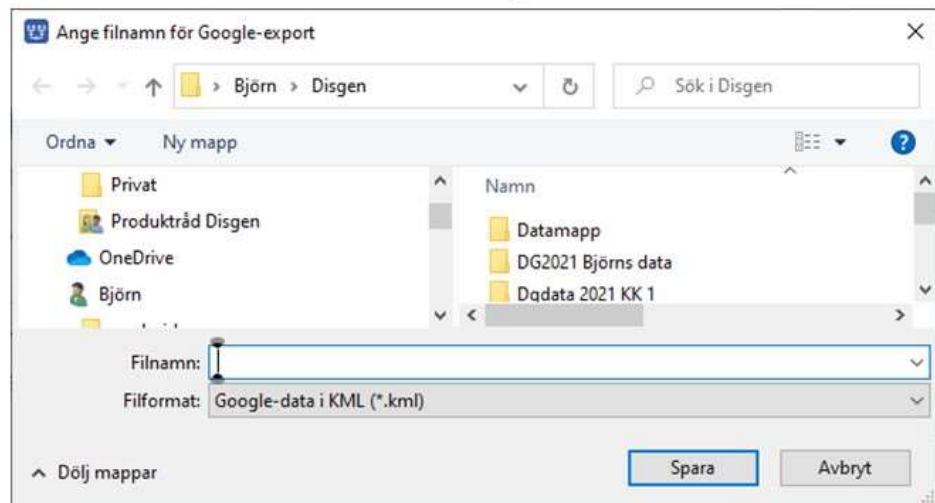 Ange filnamn för Google-export
Björn › Disgen
Sök i Disgen
Ordna
Ny mapp
Privat
Produktråd Disgen
OneDrive
Björn
Namn
Datamapp
DG2021 Björns data
Dgdata 2021 KK 1
Filnamn:
Filformat: Google-data i KML (*.kml)
Dölj mappar
Spara
Avbryt